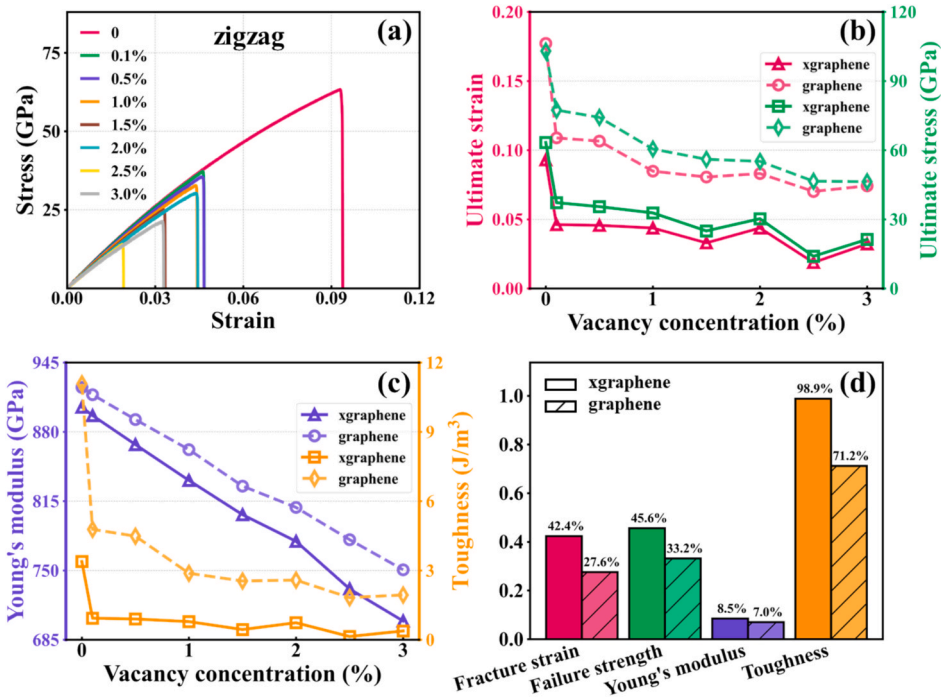 (a)
zigzag
0
0.1%
0.5%
1.0%
1.5%
2.0%
2.5%
3.0%
75
50
25
0
Stress (GPa)
0.00 0.03 0.06 0.09 0.12
Strain
(b)
xgraphene
graphene
xgraphene
graphene
0.20
0.15
0.10
0.05
0.00
Ultimate strain
120
90
60
30
0
Ultimate stress (GPa)
0 1 2 3
Vacancy concentration (%)
(c)
xgraphene
graphene
xgraphene
graphene
945
880
815
750
685
Young's modulus (GPa)
12
9
6
3
0
Toughness (J/m³)
0 1 2 3
Vacancy concentration (%)
(d)
xgraphene
graphene
1.0
0.8
0.6
0.4
0.2
0.0
42.4%
27.6%
45.6%
33.2%
8.5%
7.0%
98.9%
71.2%
Fracture strain
Failure strength
Young's modulus
Toughness